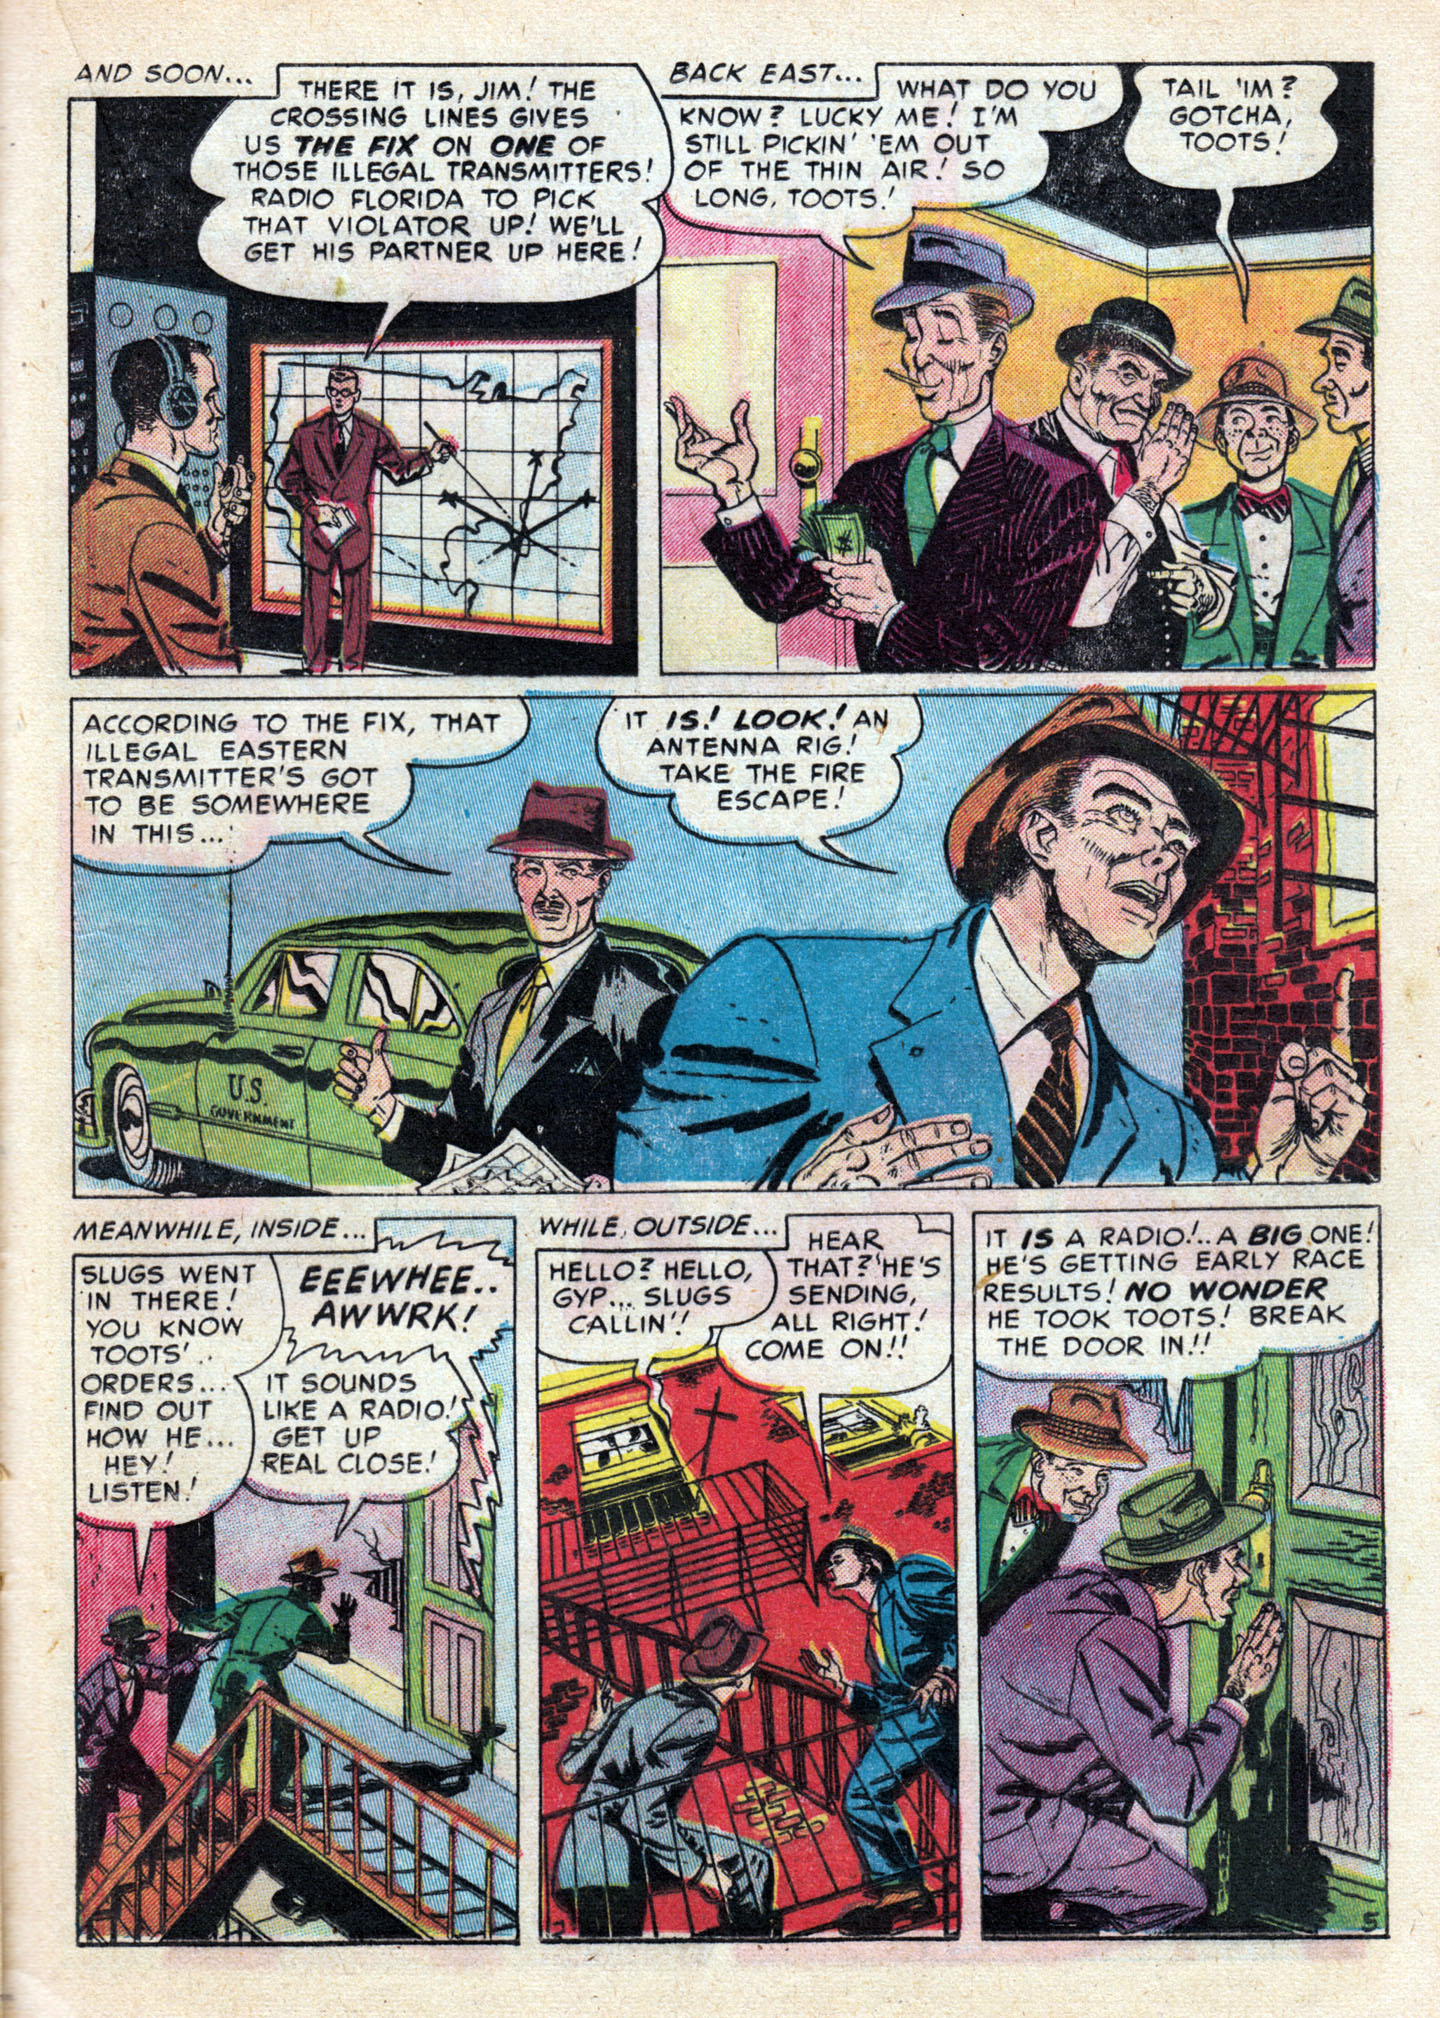 AND SOON...
THERE IT IS, JIM! THE
CROSSING LINES GIVES
US THE FIX ON ONE OF
THOSE ILLEGAL TRANSMITTERS!
RADIO FLORIDA TO PICK
THAT VIOLATOR UP! WE'LL
GET HIS PARTNER UP HERE!
BACK EAST...
WHAT DO YOU
KNOW? LUCKY ME! I'M
STILL PICKIN' 'EM OUT
OF THE THIN AIR! SO
LONG, TOOTS!
TAIL 'IM?
GOTCHA,
TOOTS!
$
ACCORDING TO THE FIX, THAT
ILLEGAL EASTERN
TRANSMITTER'S GOT
TO BE SOMEWHERE
IN THIS...
IT IS! LOOK! AN
ANTENNA RIG!
TAKE THE FIRE
ESCAPE!
U.S.
GOVERNMENT
MEANWHILE, INSIDE...
SLUGS WENT
IN THERE!
YOU KNOW
TOOTS'..
ORDERS...
FIND OUT
HOW HE...
HEY!
LISTEN!
EEEWHEE..
AWWRK!
IT SOUNDS
LIKE A RADIO!
GET UP
REAL CLOSE!
WHILE, OUTSIDE...
HELLO? HELLO,
GYP... SLUGS
CALLIN'!
HEAR
THAT? HE'S
SENDING,
ALL RIGHT!
COME ON!!
IT IS A RADIO!..A BIG ONE!
HE'S GETTING EARLY RACE
RESULTS! NO WONDER
HE TOOK TOOTS! BREAK
THE DOOR IN!!
5